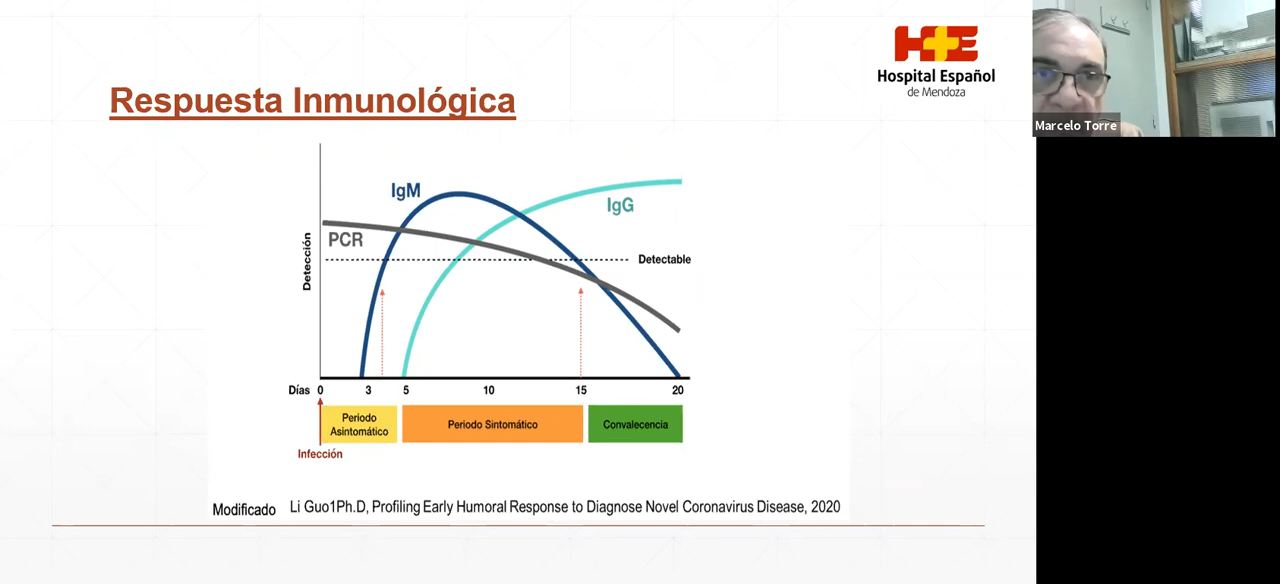 Respuesta Inmunológica
HE
Hospital Español
de Mendoza
Marcelo Torre
IgM
IgG
PCR
Detección
Detectable
Días 0 3 5 10 15 20
Periodo
Asintomático
Periodo Sintomático
Convalecencia
Infección
Modificado Li Guo1Ph.D, Profiling Early Humoral Response to Diagnose Novel Coronavirus Disease, 2020